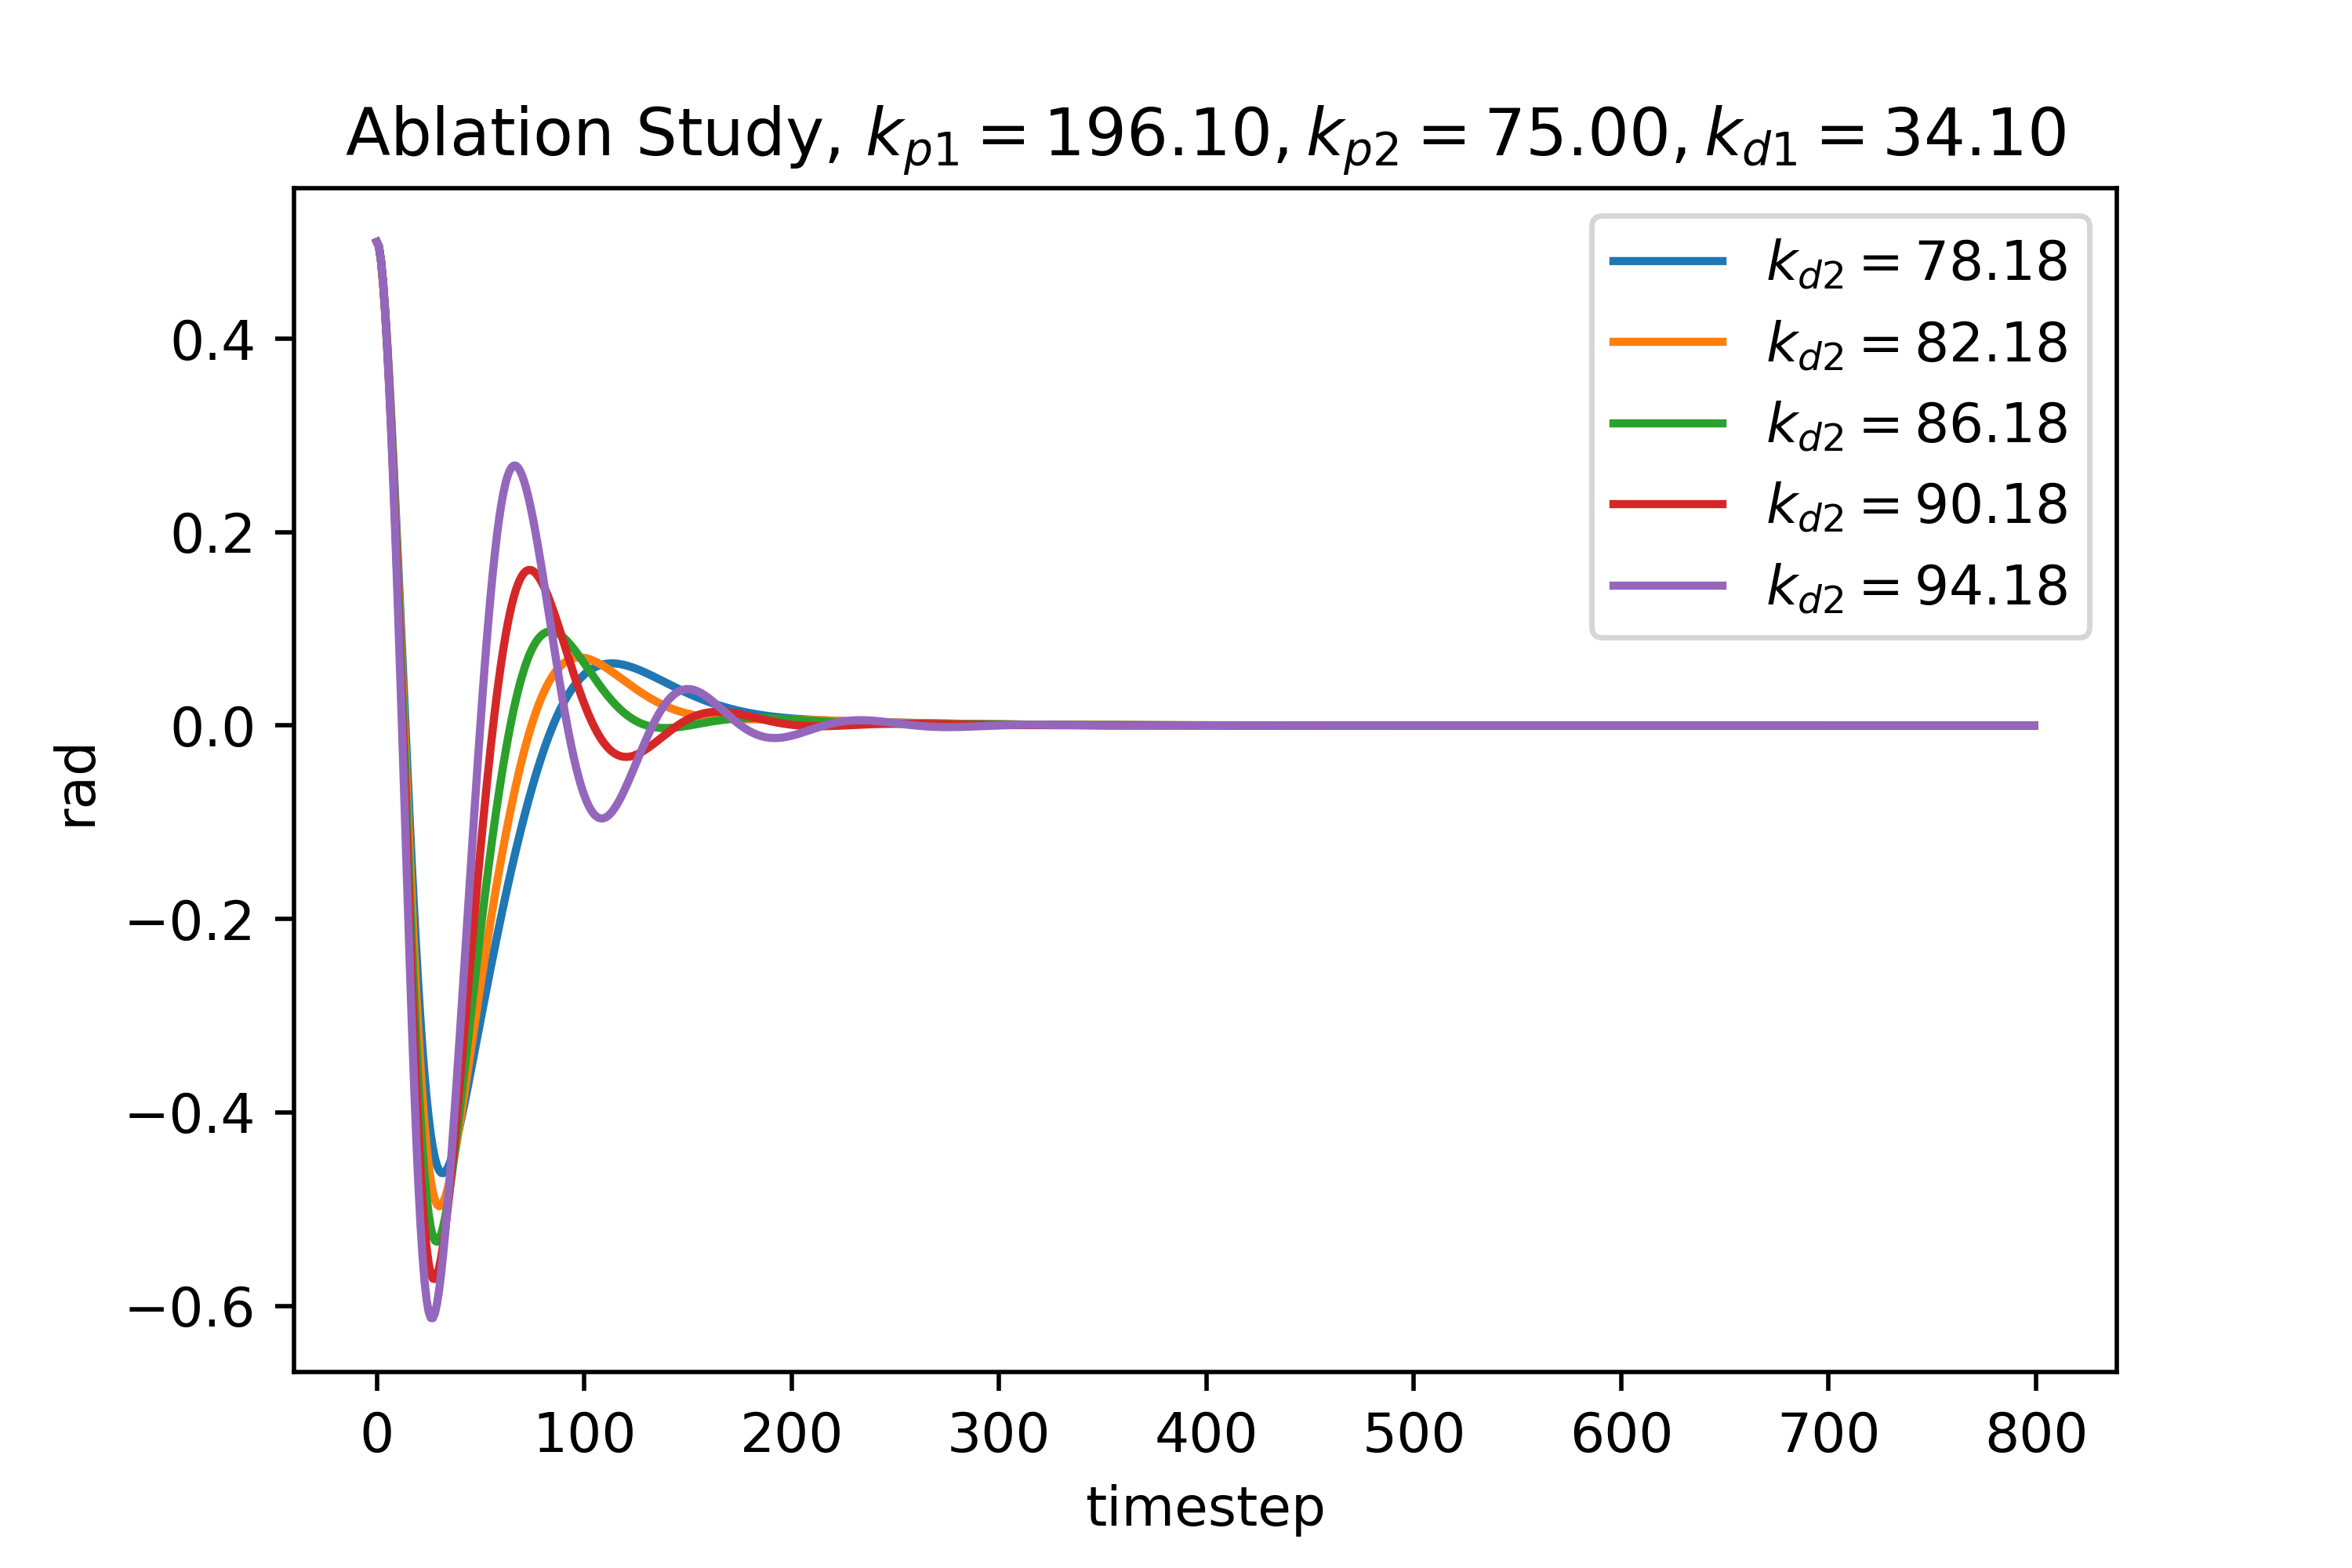 Ablation Study, k_{p1} = 196.10, k_{p2} = 75.00, k_{d1} = 34.10
k_{d2} = 78.18
k_{d2} = 82.18
k_{d2} = 86.18
k_{d2} = 90.18
k_{d2} = 94.18
rad
0.4
0.2
0.0
−0.2
−0.4
−0.6
0 100 200 300 400 500 600 700 800
timestep